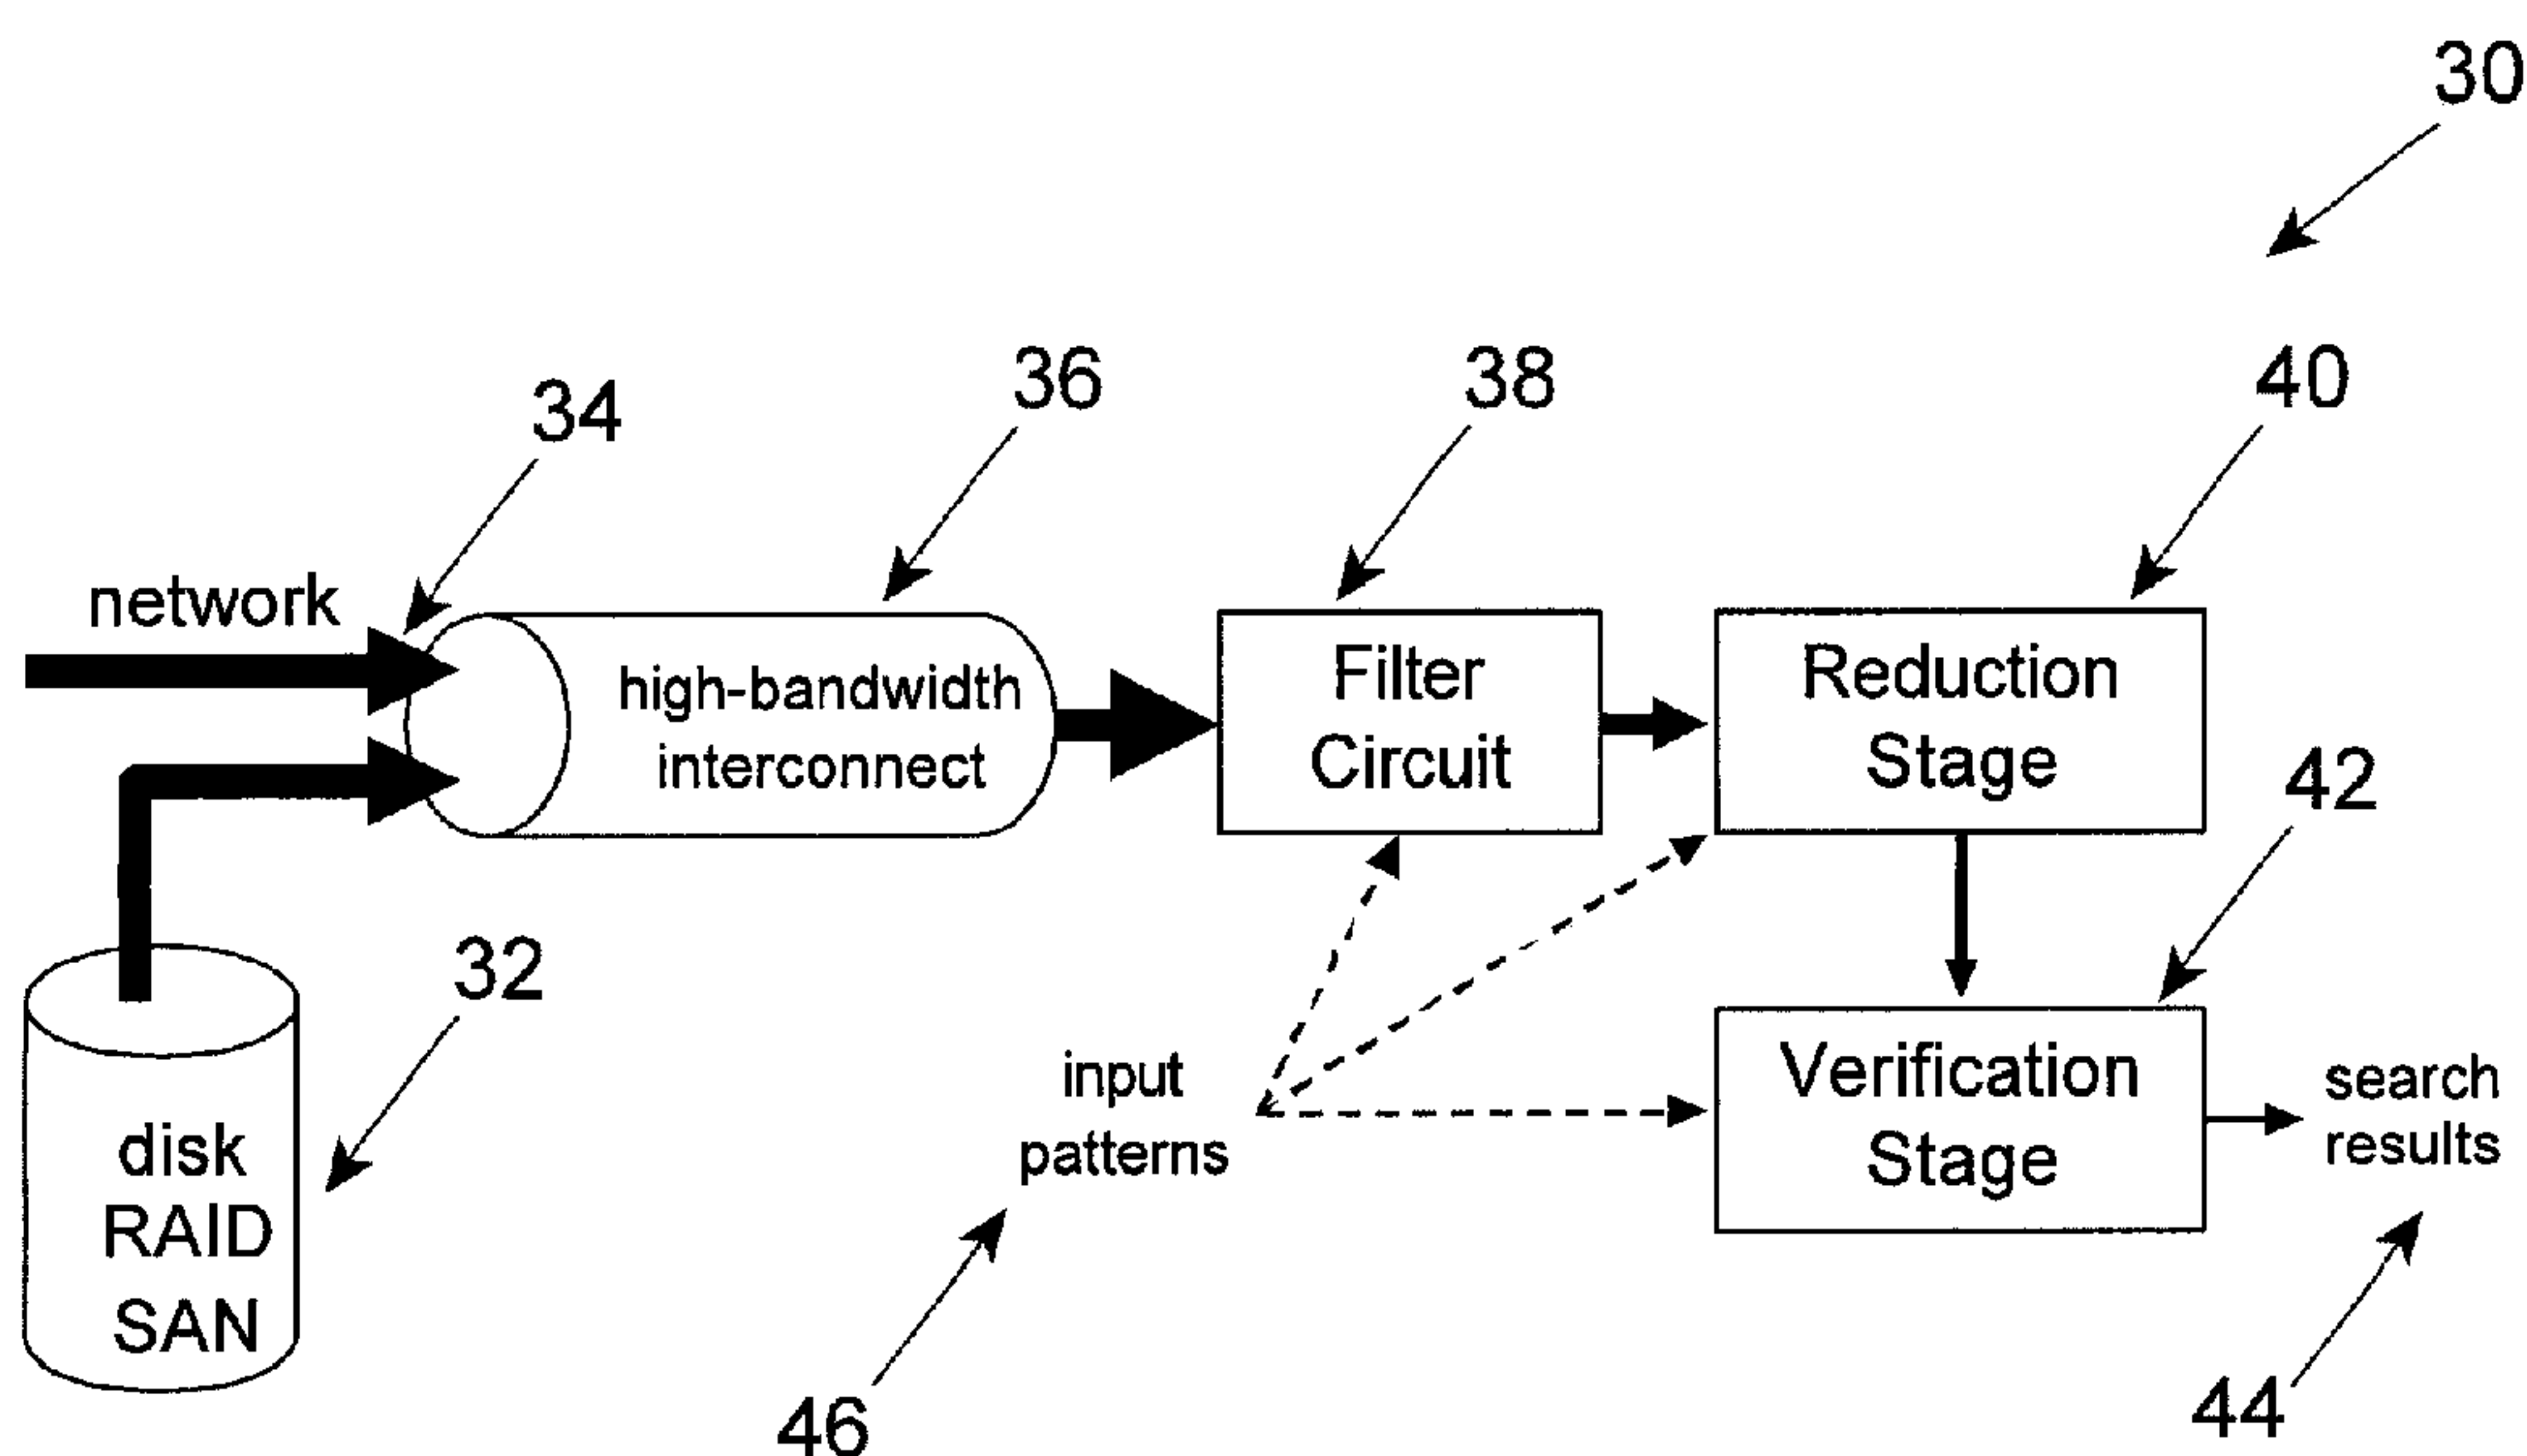 30
34
36
38
40
network
high-bandwidth
interconnect
Filter
Circuit
Reduction
Stage
42
32
disk
RAID
SAN
input
patterns
Verification
Stage
search
results
46
44